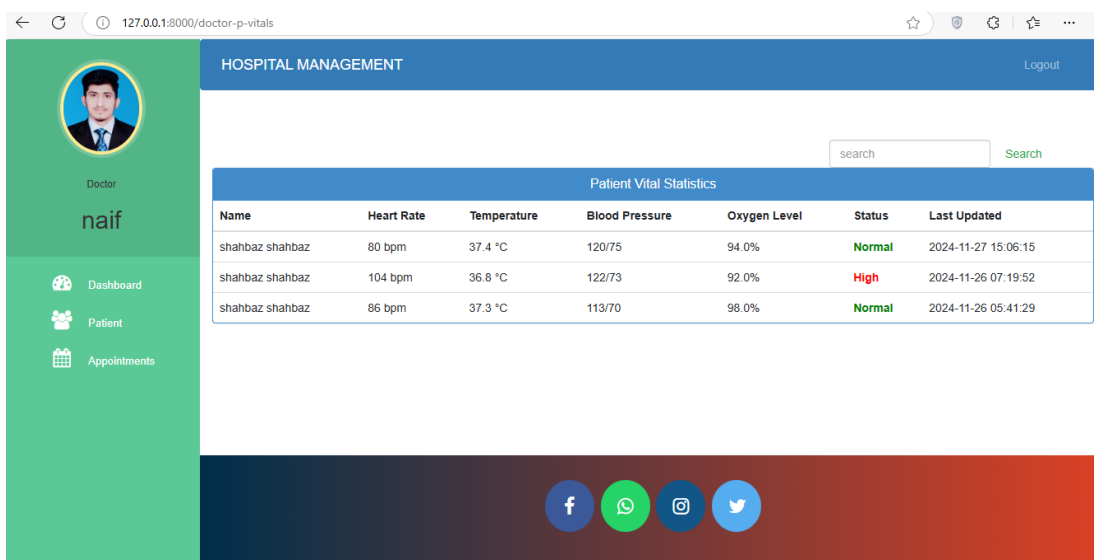 127.0.0.1:8000/doctor-p-vitals
HOSPITAL MANAGEMENT Logout
search Search
Doctor
naif
Dashboard
Patient
Appointments
Patient Vital Statistics
Name Heart Rate Temperature Blood Pressure Oxygen Level Status Last Updated
shahbaz shahbaz 80 bpm 37.4 °C 120/75 94.0% Normal 2024-11-27 15:06:15
shahbaz shahbaz 104 bpm 36.8 °C 122/73 92.0% High 2024-11-26 07:19:52
shahbaz shahbaz 86 bpm 37.3 °C 113/70 98.0% Normal 2024-11-26 05:41:29